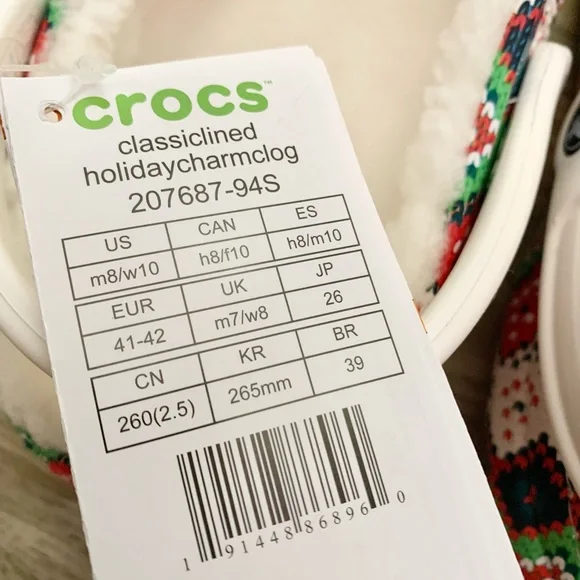 crocs™
classiclined
holidaycharmclog
207687-94S
US CAN ES
m8/w10 h8/f10 h8/m10
EUR UK JP
41-42 m7/w8 26
CN KR BR
260(2.5) 265mm 39
1 91448 86896 0